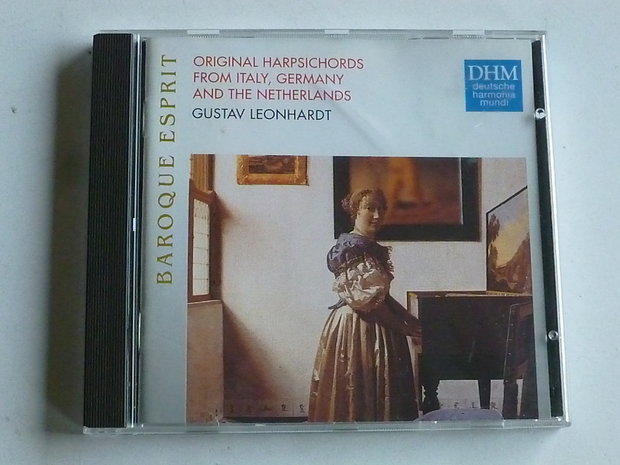 BAROQUE ESPRIT
ORIGINAL HARPSICHORDS
FROM ITALY, GERMANY
AND THE NETHERLANDS
GUSTAV LEONHARDT
DHM
deutsche
harmonia
mundi